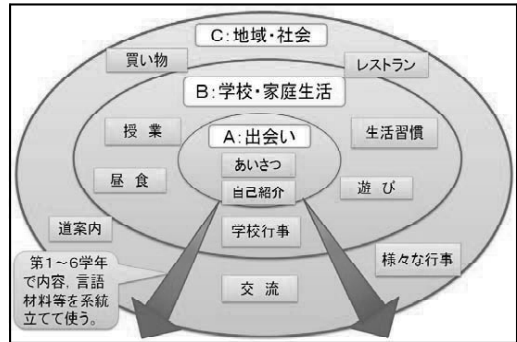 C：地域・社会
買い物
レストラン
B：学校・家庭生活
授　業
A：出会い
生活習慣
あいさつ
昼　食
自己紹介
遊　び
道案内
学校行事
様々な行事
第1～6学年
で内容，言語
材料等を系統
立てて使う。
交　流